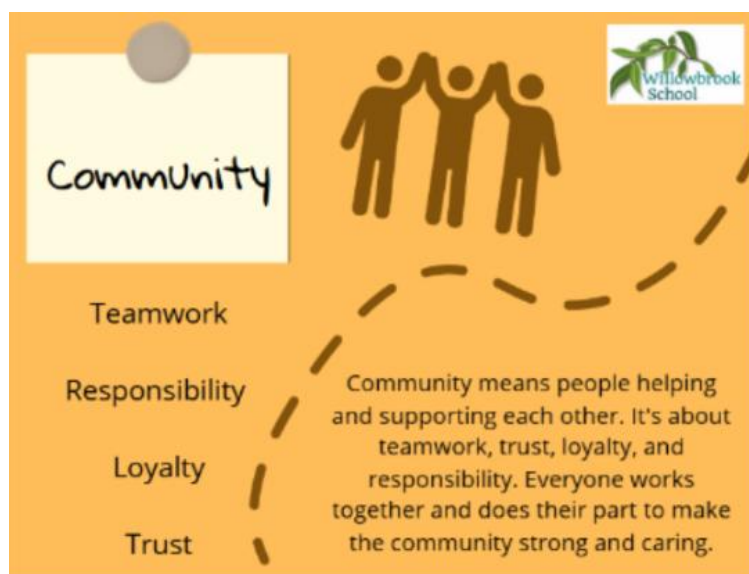 Willowbrook
School
Community
Teamwork
Responsibility
Loyalty
Trust
Community means people helping
and supporting each other. It's about
teamwork, trust, loyalty, and
responsibility. Everyone works
together and does their part to make
the community strong and caring.